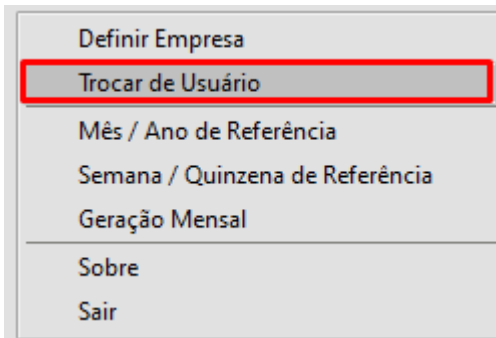 Definir Empresa
Trocar de Usuário
Mês / Ano de Referência
Semana / Quinzena de Referência
Geração Mensal
Sobre
Sair